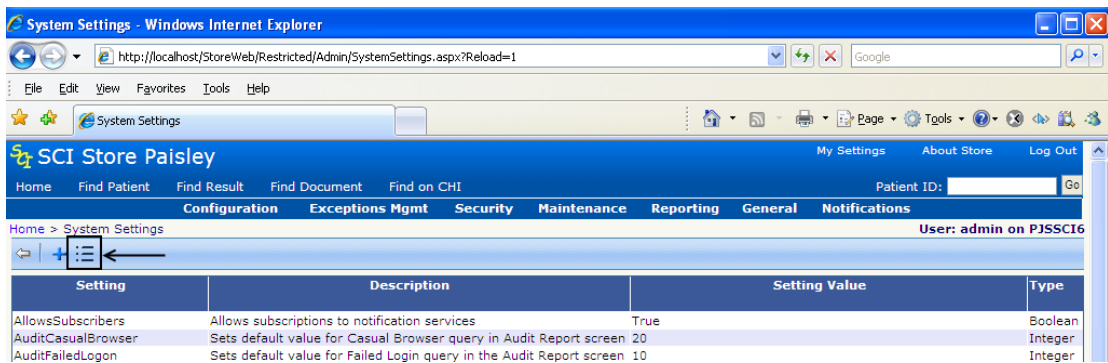 System Settings - Windows Internet Explorer
http://localhost/StoreWeb/Restricted/Admin/SystemSettings.aspx?Reload=1
Google
File Edit View Favorites Tools Help
System Settings
Page Tools
SCI Store Paisley
My Settings About Store Log Out
Home Find Patient Find Result Find Document Find on CHI
Patient ID: Go
Configuration Exceptions Mgmt Security Maintenance Reporting General Notifications
Home > System Settings
User: admin on PJSSCI6
Setting Description Setting Value Type
AllowsSubscribers Allows subscriptions to notification services True Boolean
AuditCasualBrowser Sets default value for Casual Browser query in Audit Report screen 20 Integer
AuditFailedLogon Sets default value for Failed Login query in the Audit Report screen 10 Integer